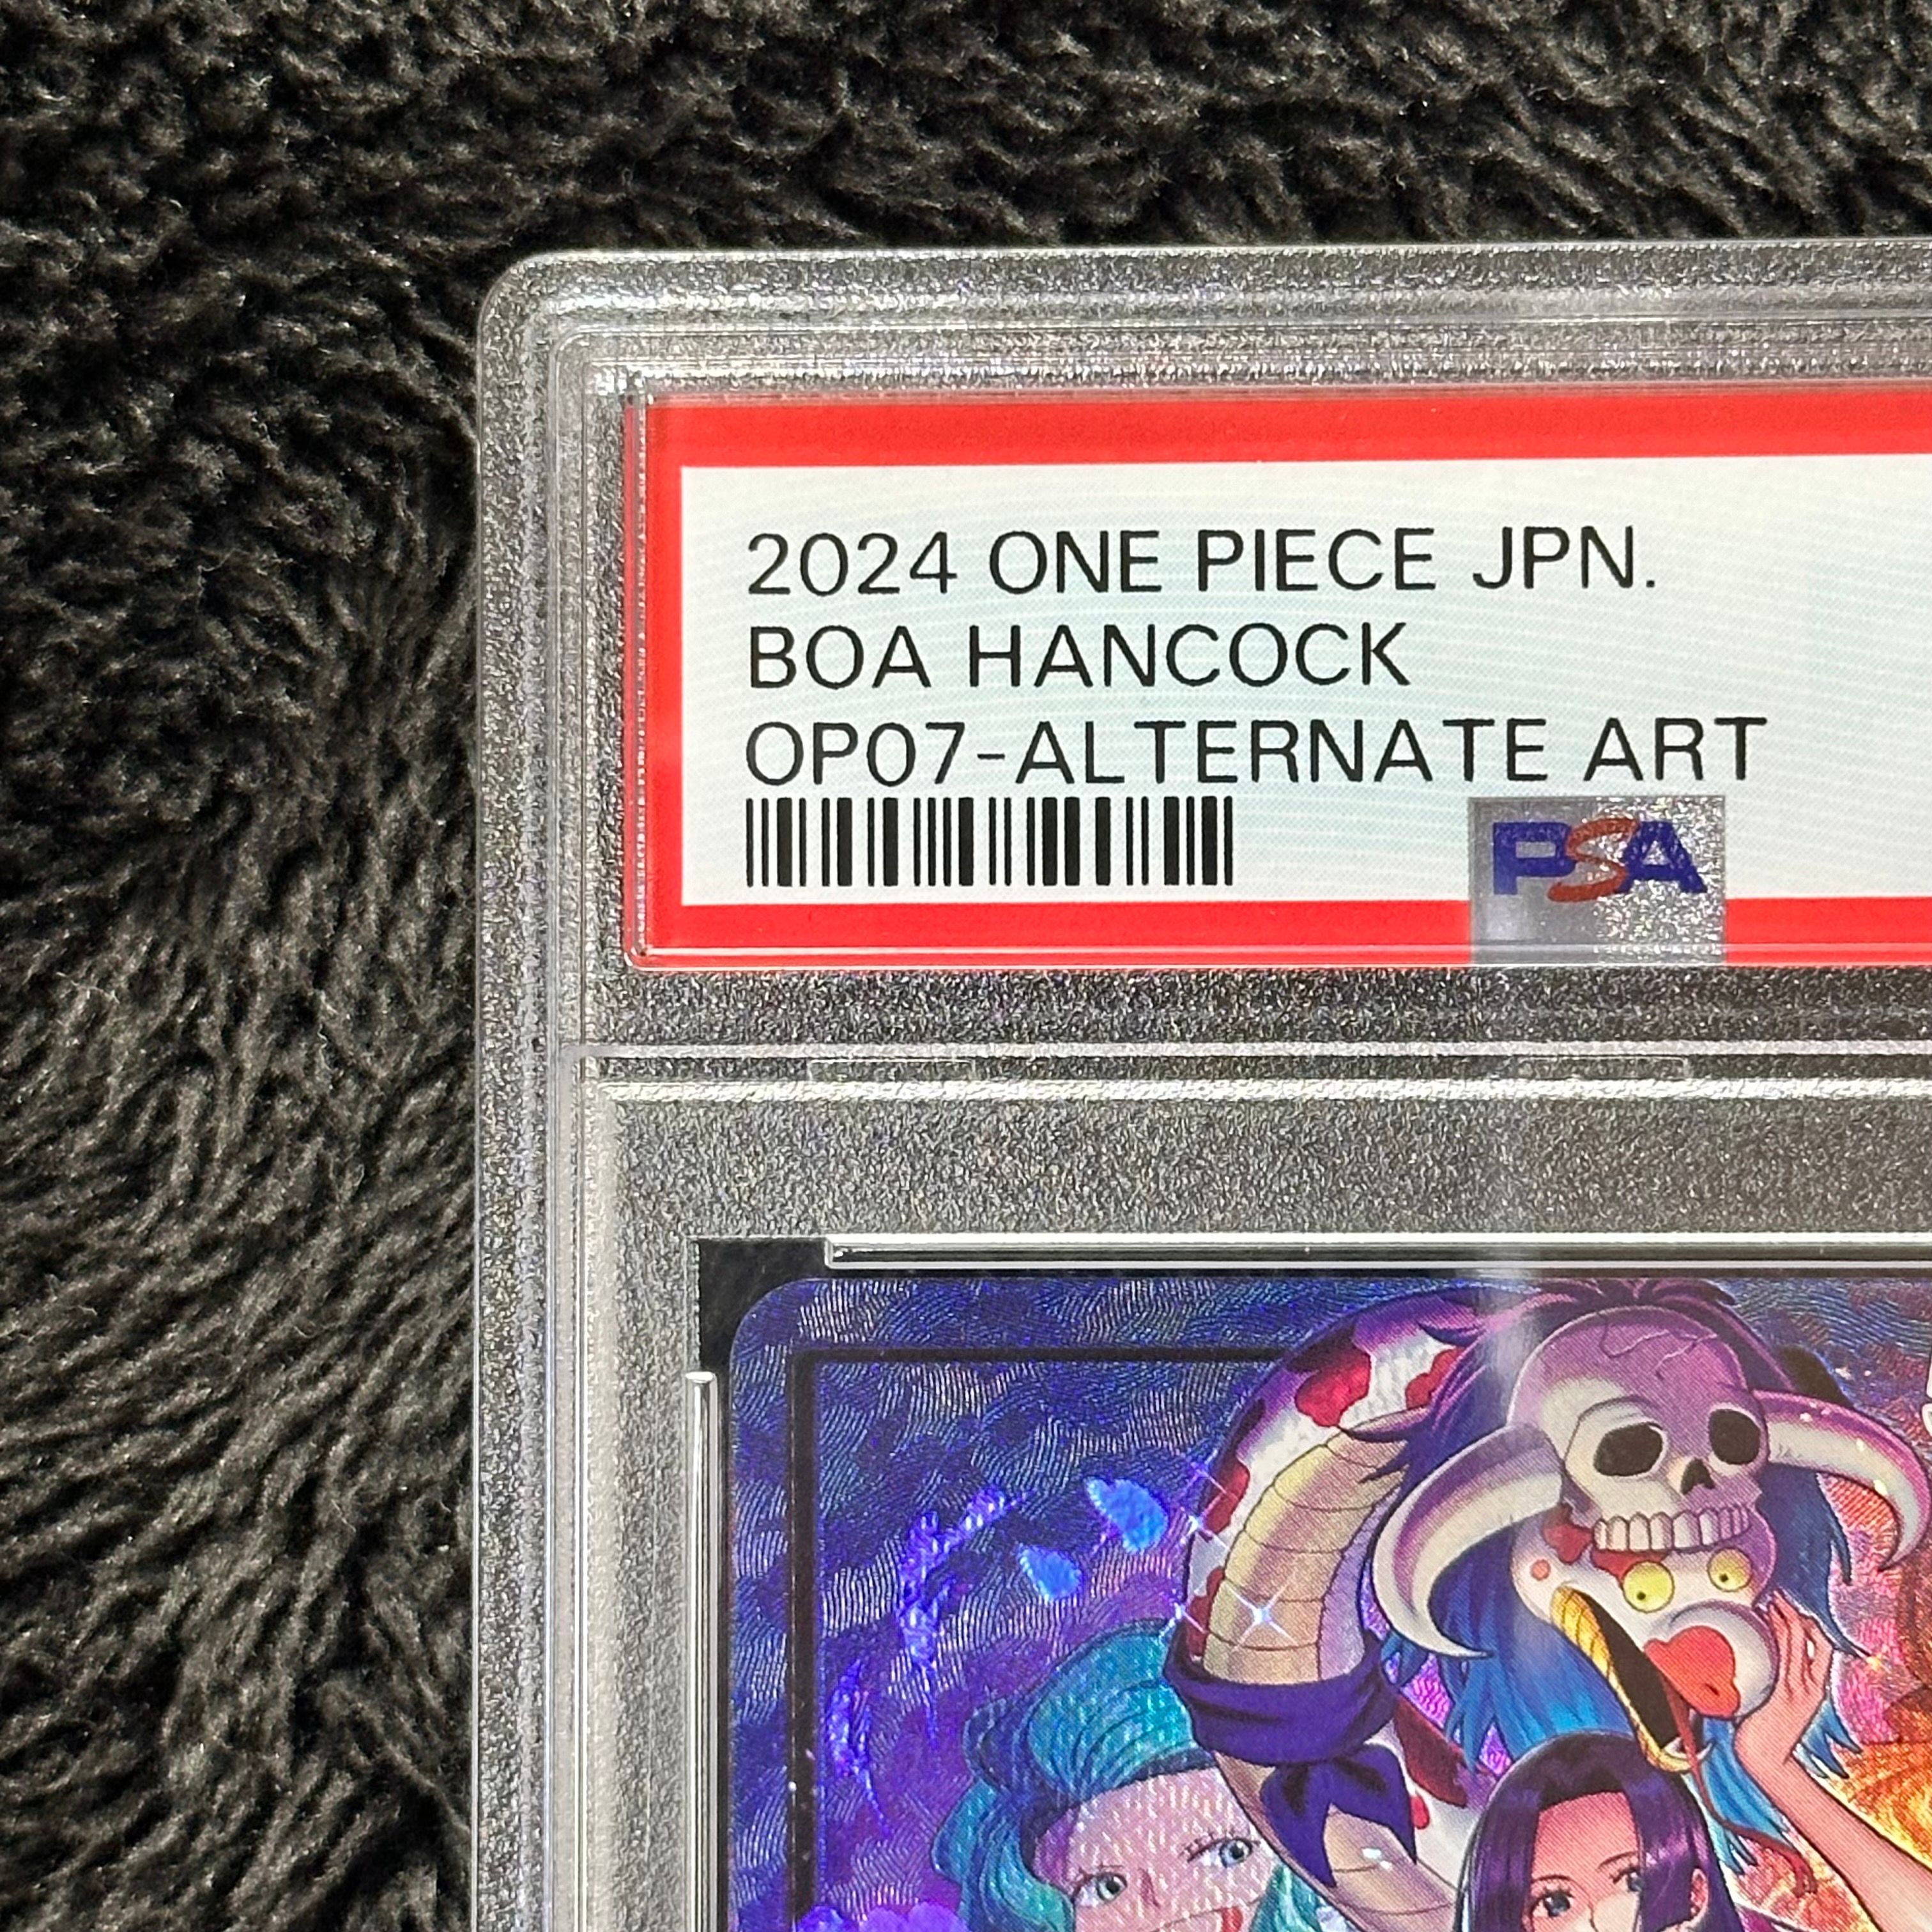 2024 ONE PIECE JPN.
BOA HANCOCK
OP07-ALTERNATE ART
PSA